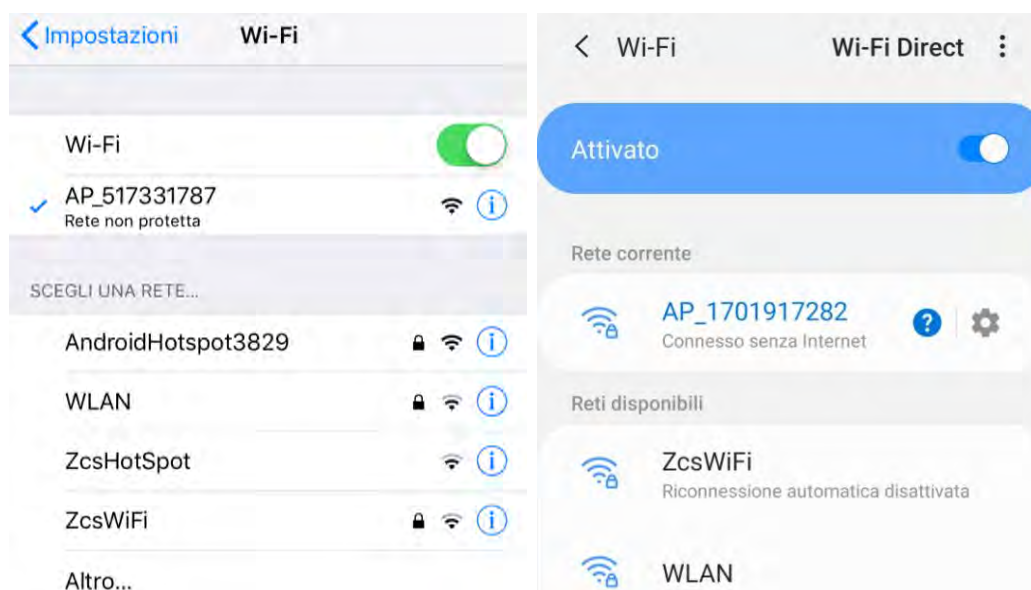 Impostazioni Wi-Fi
Wi-Fi
AP_517331787
Rete non protetta
SCEGLI UNA RETE...
AndroidHotspot3829
WLAN
ZcsHotSpot
ZcsWiFi
Altro...
Wi-Fi Wi-Fi Direct
Attivato
Rete corrente
AP_1701917282
Connesso senza Internet
Reti disponibili
ZcsWiFi
Riconnessione automatica disattivata
WLAN